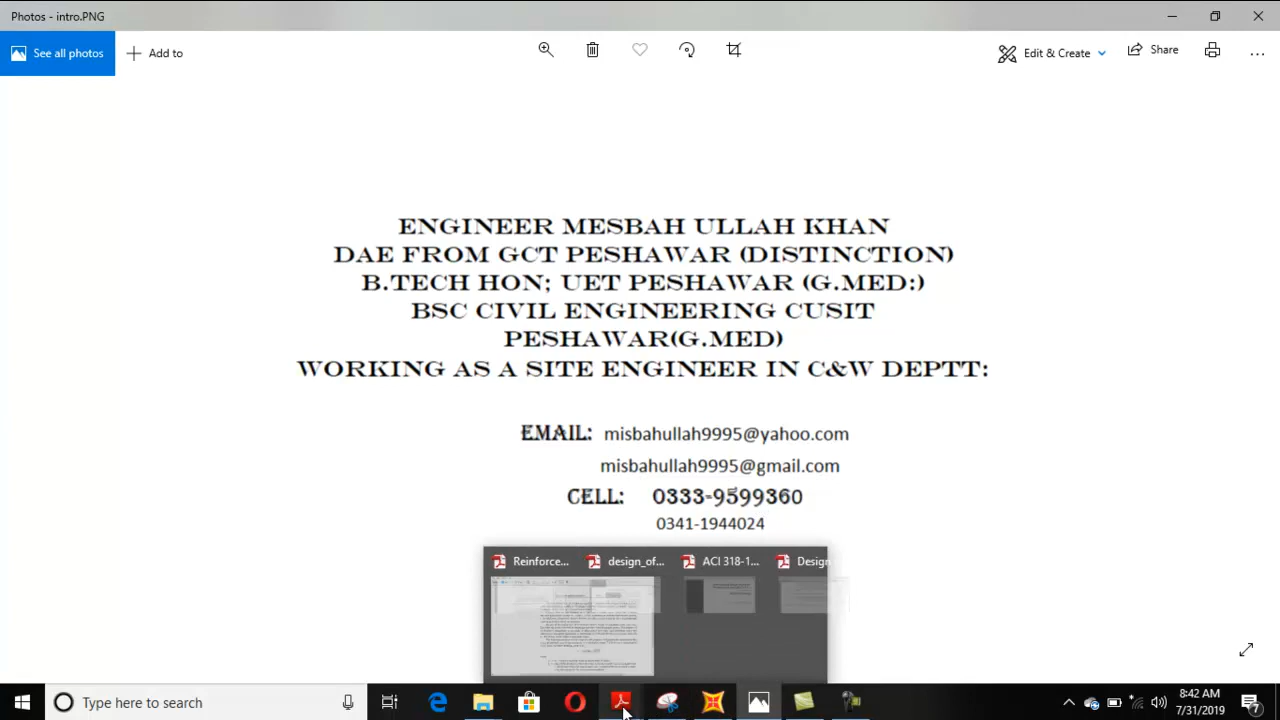 Photos - intro.PNG
See all photos
Add to
Edit & Create
Share
ENGINEER MESBAH ULLAH KHAN
DAE FROM GCT PESHAWAR (DISTINCTION)
B.TECH HON; UET PESHAWAR (G.MED:)
BSC CIVIL ENGINEERING CUSIT
PESHAWAR(G.MED)
WORKING AS A SITE ENGINEER IN C&W DEPTT:
EMAIL: misbahullah9995@yahoo.com
misbahullah9995@gmail.com
CELL: 0333-9599360
0341-1944024
Reinforce... design_of... ACI 318-1... Design
Type here to search
8:42 AM
7/31/2019
7